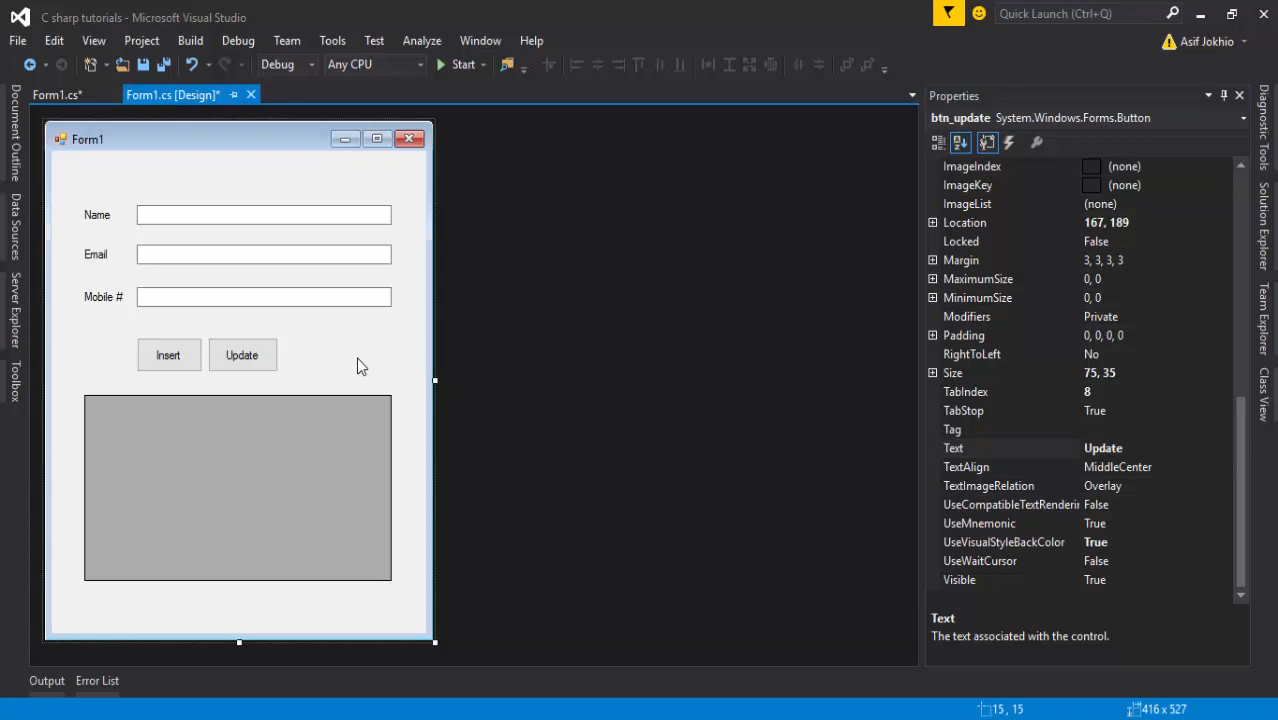 C sharp tutorials - Microsoft Visual Studio
Quick Launch (Ctrl+Q)
File Edit View Project Build Debug Team Tools Test Analyze Window Help
Asif Jokhio
Debug Any CPU Start
Form1.cs* Form1.cs [Design]*
Document Outline
Data Sources
Server Explorer
Toolbox
Form1
Name
Email
Mobile #
Insert Update
Properties
btn_update System.Windows.Forms.Button
ImageIndex (none)
ImageKey (none)
ImageList (none)
Location 167, 189
Locked False
Margin 3, 3, 3, 3
MaximumSize 0, 0
MinimumSize 0, 0
Modifiers Private
Padding 0, 0, 0, 0
RightToLeft No
Size 75, 35
TabIndex 8
TabStop True
Tag
Text Update
TextAlign MiddleCenter
TextImageRelation Overlay
UseCompatibleTextRenderin False
UseMnemonic True
UseVisualStyleBackColor True
UseWaitCursor False
Visible True
Text
The text associated with the control.
Diagnostic Tools
Solution Explorer
Team Explorer
Class View
Output Error List
15 , 15 416 x 527